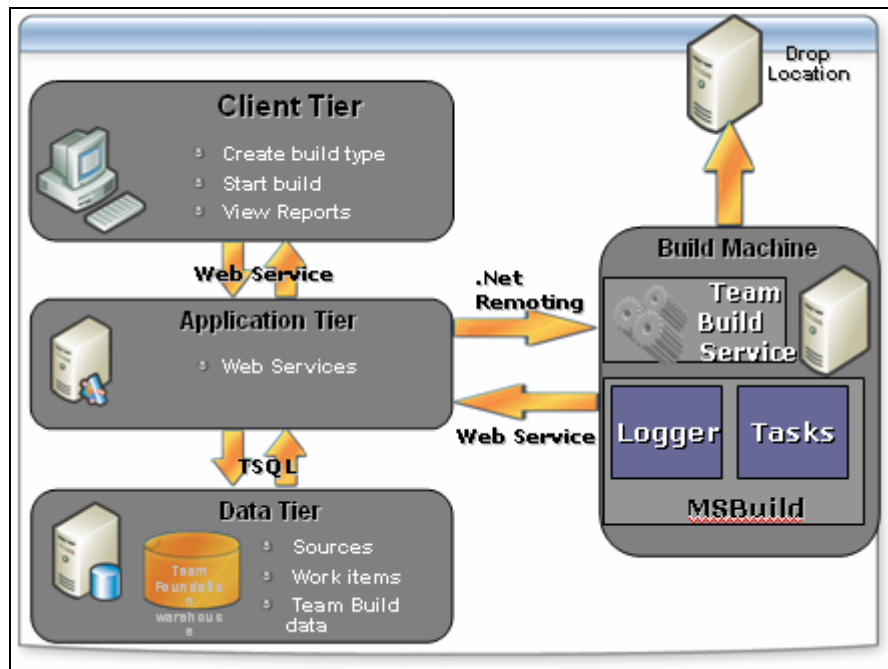 Drop
Location
Client Tier
Create build type
Start build
View Reports
Web Service
Application Tier
Web Services
TSQL
Data Tier
Team
Foundatio
n
warehous
e
Sources
Work items
Team Build
data
.Net
Remoting
Web Service
Build Machine
Team
Build
Service
Logger
Tasks
MSBuild